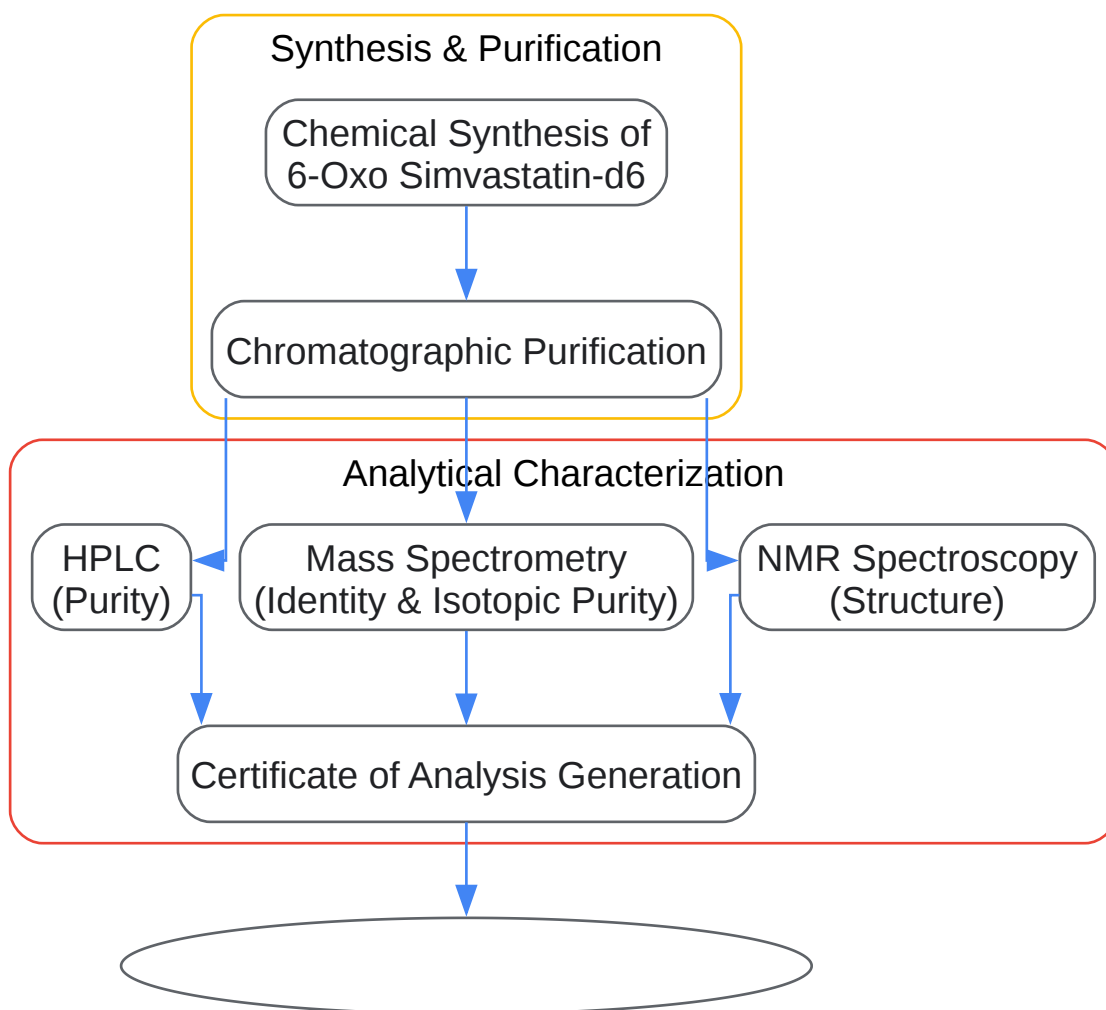 Synthesis & Purification
Chemical Synthesis of
6-Oxo Simvastatin-d6
Chromatographic Purification
Analytical Characterization
HPLC
(Purity)
Mass Spectrometry
(Identity & Isotopic Purity)
NMR Spectroscopy
(Structure)
Certificate of Analysis Generation